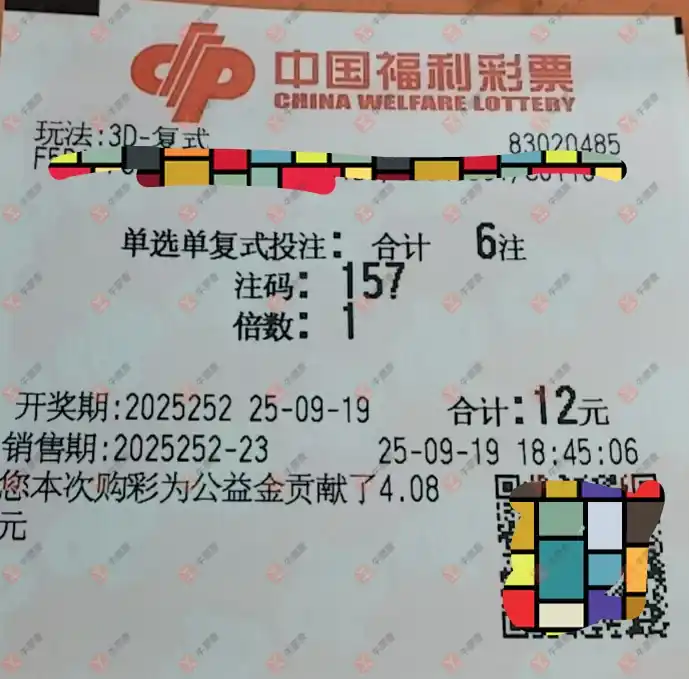 中国福利彩票
CHINA WELFARE LOTTERY
玩法:3D-复式 83020485
单选单复式投注: 合计 6注
注码: 157
倍数: 1
开奖期:2025252 25-09-19 合计:12元
销售期:2025252-23 25-09-19 18:45:06
您本次购彩为公益金贡献了4.08
元